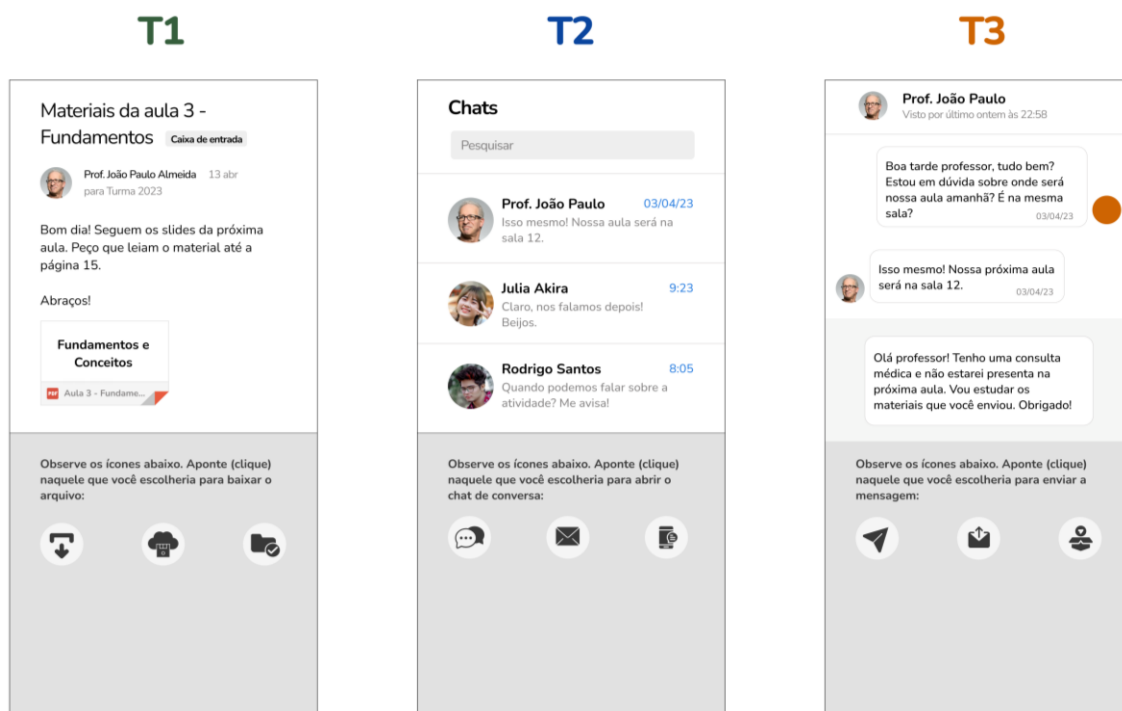 T1
Materiais da aula 3 -
Fundamentos Caixa de entrada
Prof. João Paulo Almeida 13 abr
para Turma 2023
Bom dia! Seguem os slides da próxima
aula. Peço que leiam o material até a
página 15.
Abraços!
Fundamentos e
Conceitos
PDF Aula 3 - Fundame...
Observe os ícones abaixo. Aponte (clique)
naquele que você escolheria para baixar o
arquivo:
T2
Chats
Pesquisar
Prof. João Paulo 03/04/23
Isso mesmo! Nossa aula será na
sala 12.
Julia Akira 9:23
Claro, nos falamos depois!
Beijos.
Rodrigo Santos 8:05
Quando podemos falar sobre a
atividade? Me avisa!
Observe os ícones abaixo. Aponte (clique)
naquele que você escolheria para abrir o
chat de conversa:
T3
Prof. João Paulo
Visto por último ontem às 22:58
Boa tarde professor, tudo bem?
Estou em dúvida sobre onde será
nossa aula amanhã? É na mesma
sala? 03/04/23
Isso mesmo! Nossa próxima aula
será na sala 12. 03/04/23
Olá professor! Tenho uma consulta
médica e não estarei presenta na
próxima aula. Vou estudar os
materiais que você enviou. Obrigado!
Observe os ícones abaixo. Aponte (clique)
naquele que você escolheria para enviar a
mensagem: